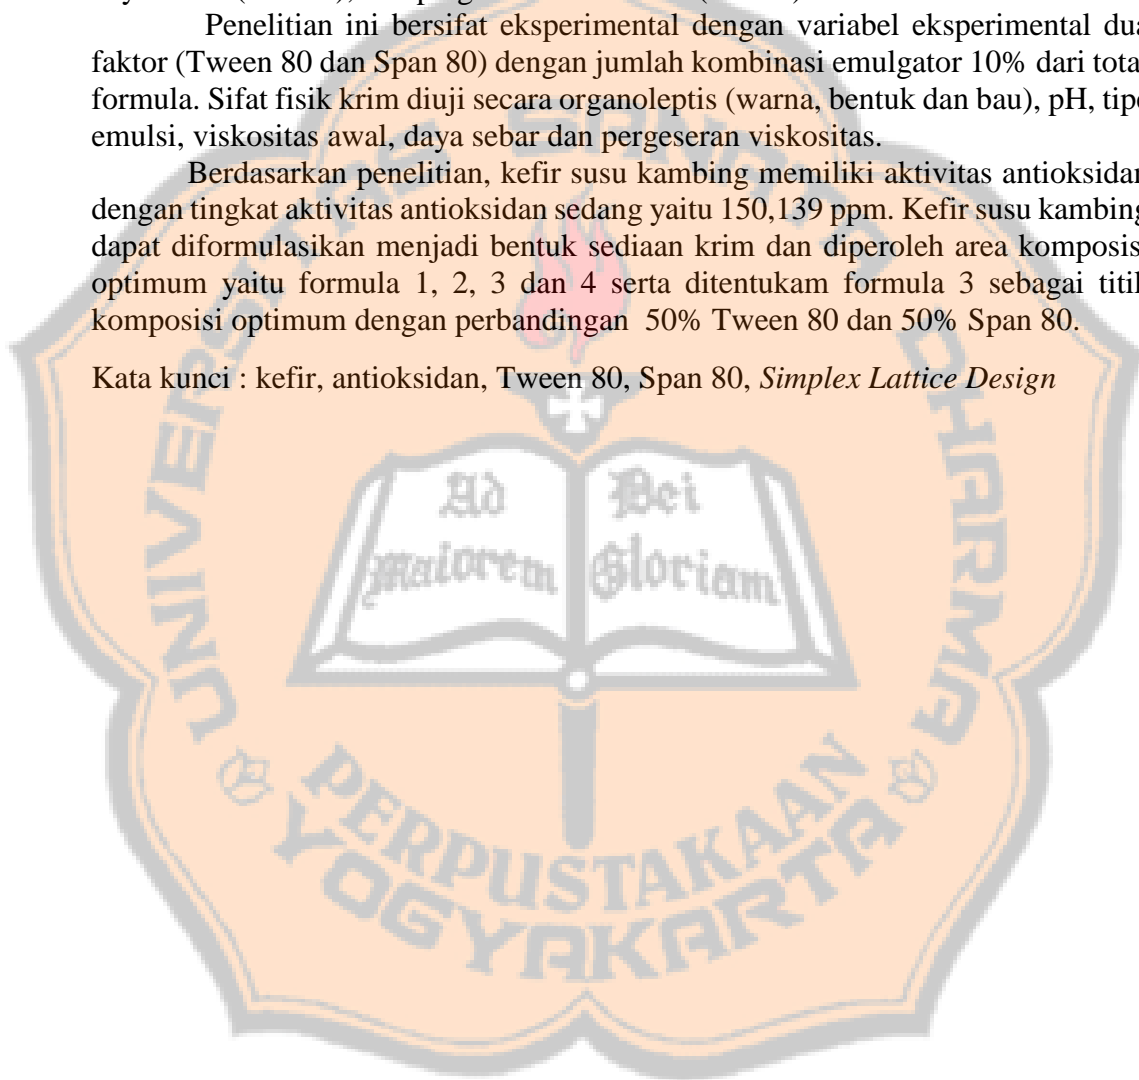 Penelitian ini bersifat eksperimental dengan variabel eksperimental dua
faktor (Tween 80 dan Span 80) dengan jumlah kombinasi emulgator 10% dari total
formula. Sifat fisik krim diuji secara organoleptis (warna, bentuk dan bau), pH, tipe
emulsi, viskositas awal, daya sebar dan pergeseran viskositas.
Berdasarkan penelitian, kefir susu kambing memiliki aktivitas antioksidan
dengan tingkat aktivitas antioksidan sedang yaitu 150,139 ppm. Kefir susu kambing
dapat diformulasikan menjadi bentuk sediaan krim dan diperoleh area komposisi
optimum yaitu formula 1, 2, 3 dan 4 serta ditentukam formula 3 sebagai titik
komposisi optimum dengan perbandingan 50% Tween 80 dan 50% Span 80.
Kata kunci : kefir, antioksidan, Tween 80, Span 80, Simplex Lattice Design
UNIVERSITAS SANATA DHARMA
Ad Dei
Maiorem Gloriam
PERPUSTAKAAN
YOGYAKARTA